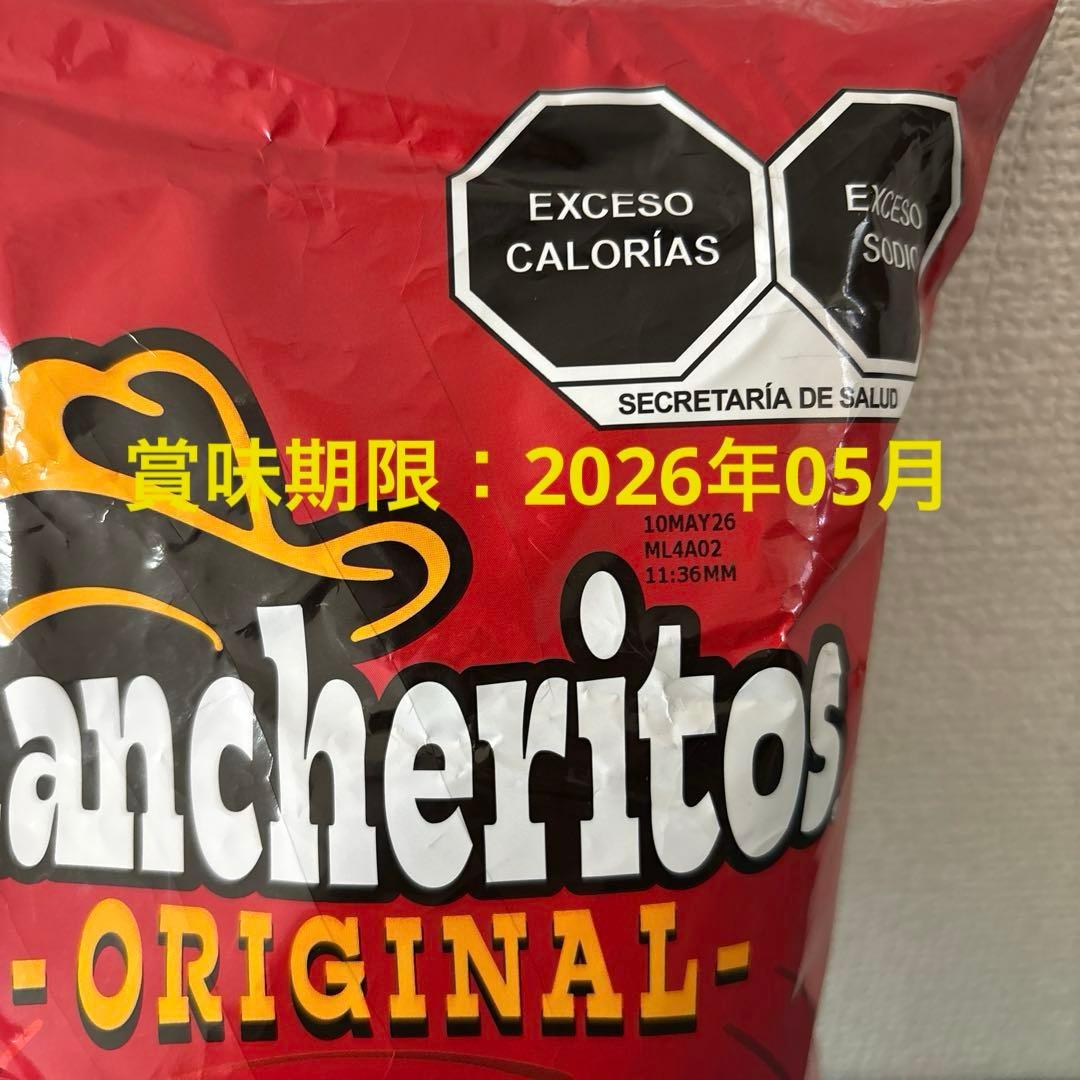 EXCESO
CALORÍAS
EXCESO
SODIO
SECRETARÍA DE SALUD
賞味期限：2026年05月
10MAY26
ML4A02
11:36MM
ancheritos
- ORIGINAL -